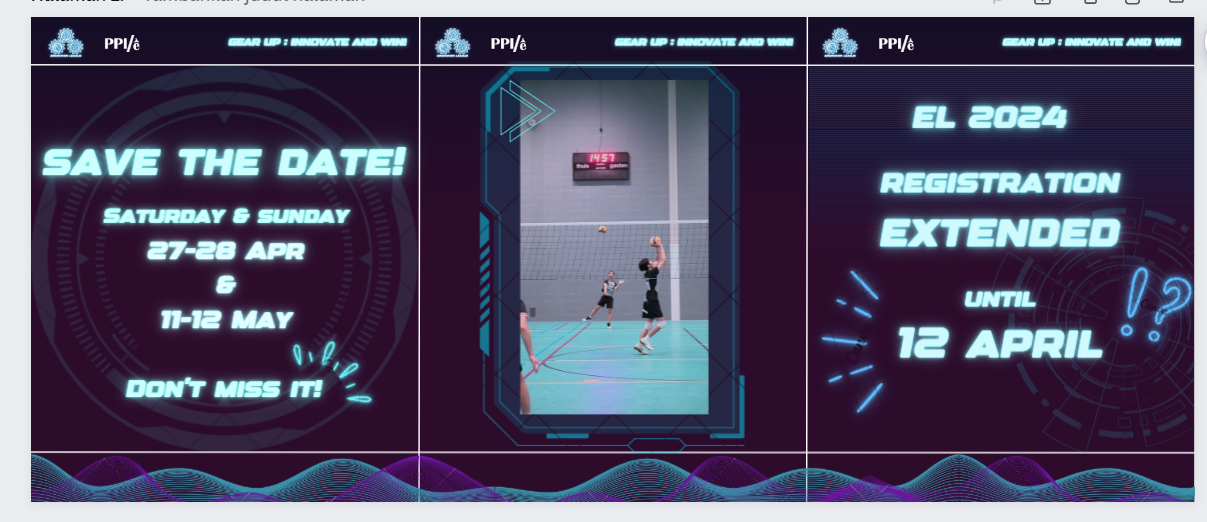 PPI/ê
GEAR UP : INNOVATE AND WIN!
SAVE THE DATE!
SATURDAY & SUNDAY
27-28 APR
&
11-12 MAY
DON'T MISS IT!
PPI/ê
GEAR UP : INNOVATE AND WIN!
14:57
thuis
gasten
PPI/ê
GEAR UP : INNOVATE AND WIN!
EL 2024
REGISTRATION
EXTENDED
UNTIL
12 APRIL
!?